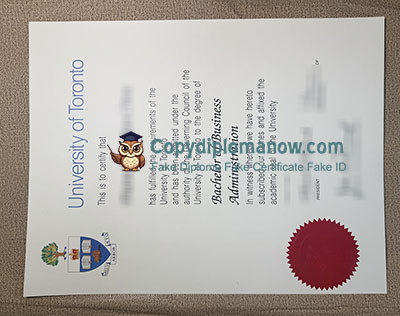 University of Toronto
This is to certify that
has fulfilled the requirements of the
University of Toronto
and has been admitted under the
authority of the Governing Council of the
University of Toronto to the degree of
Bachelor of Business
Administration
In witness whereof we have hereto
subscribed our names and affixed the
academic seal of the University
OF
PRESIDENT
Copydiplomanow.com
Fake Diploma Fake Certificate Fake ID